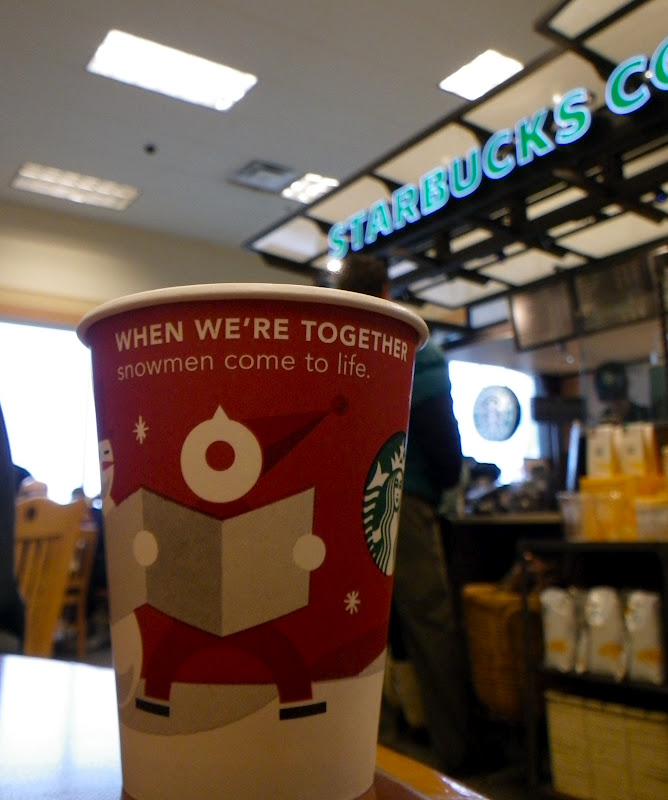 STARBUCKS CO
WHEN WE'RE TOGETHER
snowmen come to life.